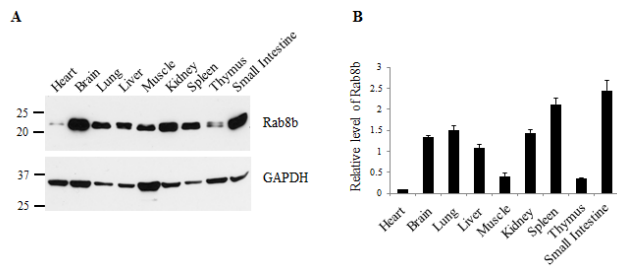 A
Heart
Brain
Lung
Liver
Muscle
Kidney
Spleen
Thymus
Small Intestine
25
20
Rab8b
37
25
GAPDH
B
Relative level of Rab8b
3
2.5
2
1.5
1
0.5
0
Heart
Brain
Lung
Liver
Muscle
Kidney
Spleen
Thymus
Small Intestine